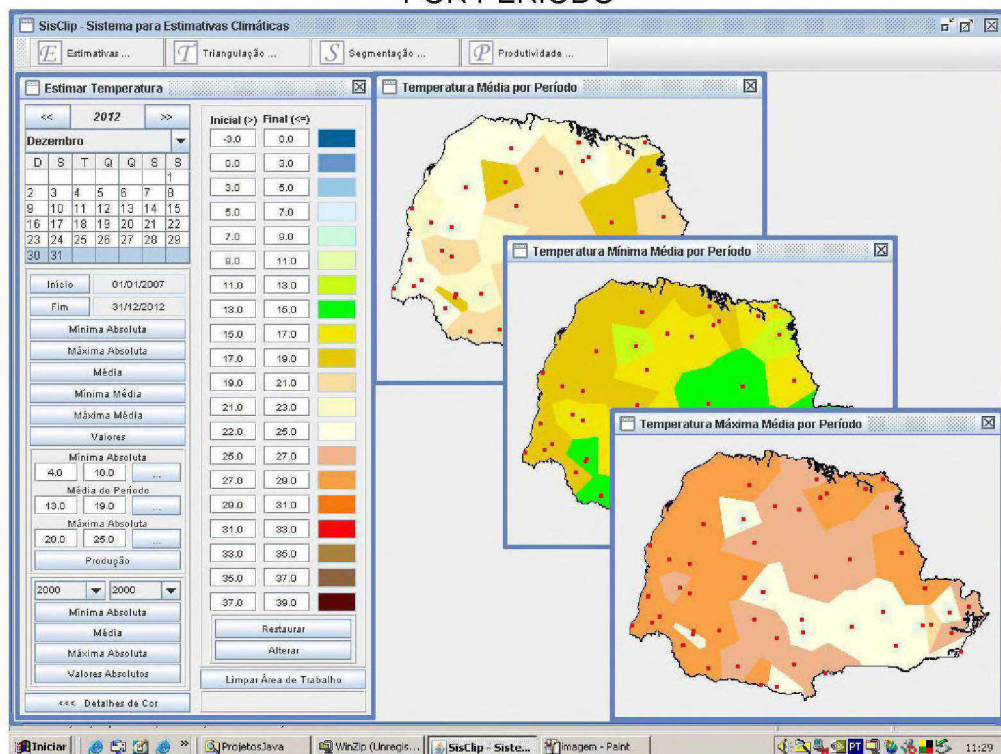 POR PERÍODO
SisClip - Sistema para Estimativas Climáticas
E Estimativas ...
T Triangulação ...
S Segmentação ...
P Produtividade ...
Estimar Temperatura
<< 2012 >>
Dezembro
D S T Q Q S S
1
2 3 4 5 6 7 8
9 10 11 12 13 14 15
16 17 18 19 20 21 22
23 24 25 26 27 28 29
30 31
Início 01/01/2007
Fim 31/12/2012
Mínima Absoluta
Máxima Absoluta
Média
Mínima Média
Máxima Média
Valores
Mínima Absoluta
4.0 10.0 ...
Média do Período
13.0 19.0 ...
Máxima Absoluta
20.0 25.0 ...
Produção
2000 2000
Mínima Absoluta
Média
Máxima Absoluta
Valores Absolutos
<<< Detalhes de Cor
Inicial (>) Final (<=)
-3.0 0.0
0.0 3.0
3.0 5.0
5.0 7.0
7.0 9.0
9.0 11.0
11.0 13.0
13.0 15.0
15.0 17.0
17.0 19.0
19.0 21.0
21.0 23.0
23.0 25.0
25.0 27.0
27.0 29.0
29.0 31.0
31.0 33.0
33.0 35.0
35.0 37.0
37.0 39.0
Restaurar
Alterar
Limpar Área de Trabalho
Temperatura Média por Período
Temperatura Mínima Média por Período
Temperatura Máxima Média por Período
Iniciar
»
ProjetosJava
WinZip (Unregis...
SisClip - Siste...
imagem - Paint
PT
11:29